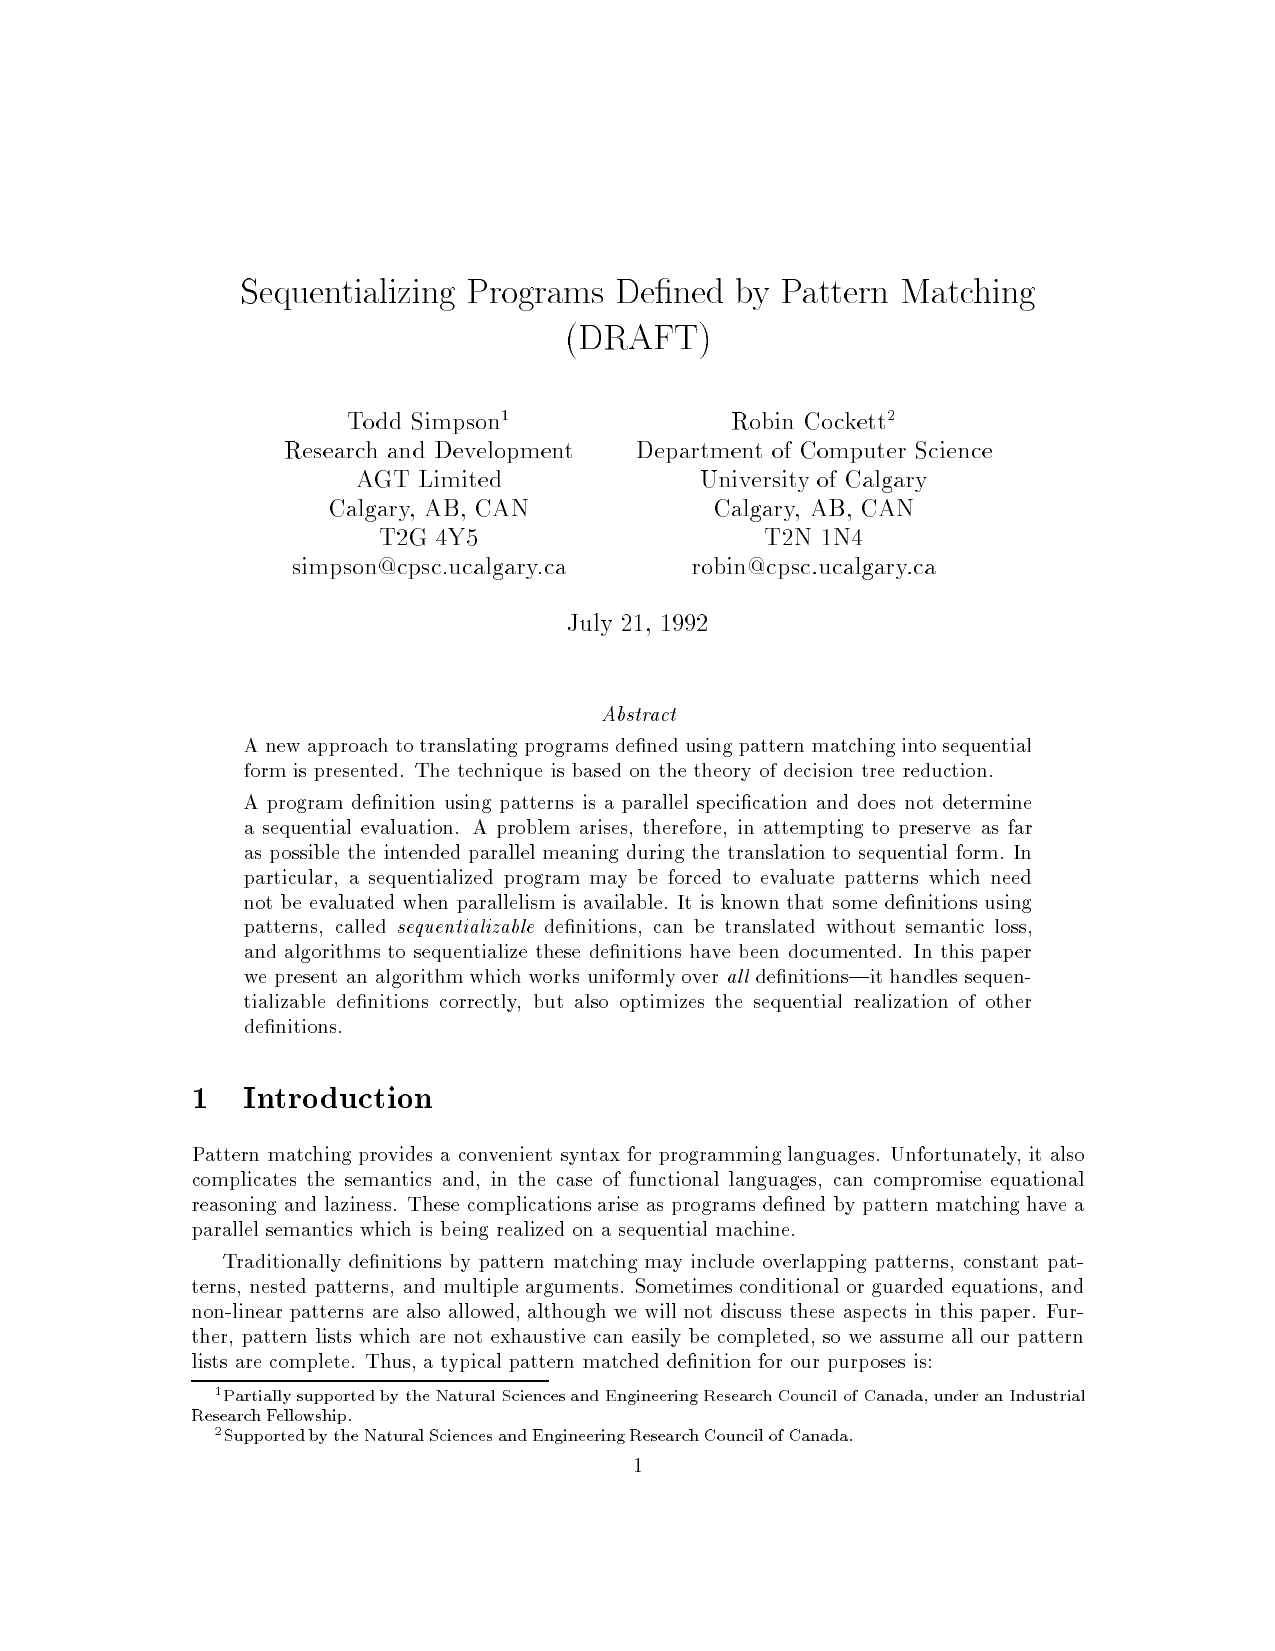 Sequentializing Programs Defined by Pattern Matching
(DRAFT)
Todd Simpson1
Research and Development
AGT Limited
Calgary, AB, CAN
T2G 4Y5
simpson@cpsc.ucalgary.ca
Robin Cockett2
Department of Computer Science
University of Calgary
Calgary, AB, CAN
T2N 1N4
robin@cpsc.ucalgary.ca
July 21, 1992
Abstract
A new approach to translating programs defined using pattern matching into sequential
form is presented. The technique is based on the theory of decision tree reduction.
A program definition using patterns is a parallel specification and does not determine
a sequential evaluation. A problem arises, therefore, in attempting to preserve as far
as possible the intended parallel meaning during the translation to sequential form. In
particular, a sequentialized program may be forced to evaluate patterns which need
not be evaluated when parallelism is available. It is known that some definitions using
patterns, called sequentializable definitions, can be translated without semantic loss,
and algorithms to sequentialize these definitions have been documented. In this paper
we present an algorithm which works uniformly over all definitions—it handles sequen-
tializable definitions correctly, but also optimizes the sequential realization of other
definitions.
1 Introduction
Pattern matching provides a convenient syntax for programming languages. Unfortunately, it also
complicates the semantics and, in the case of functional languages, can compromise equational
reasoning and laziness. These complications arise as programs defined by pattern matching have a
parallel semantics which is being realized on a sequential machine.
Traditionally definitions by pattern matching may include overlapping patterns, constant pat-
terns, nested patterns, and multiple arguments. Sometimes conditional or guarded equations, and
non-linear patterns are also allowed, although we will not discuss these aspects in this paper. Fur-
ther, pattern lists which are not exhaustive can easily be completed, so we assume all our pattern
lists are complete. Thus, a typical pattern matched definition for our purposes is:
1Partially supported by the Natural Sciences and Engineering Research Council of Canada, under an Industrial
Research Fellowship.
2Supported by the Natural Sciences and Engineering Research Council of Canada.
1